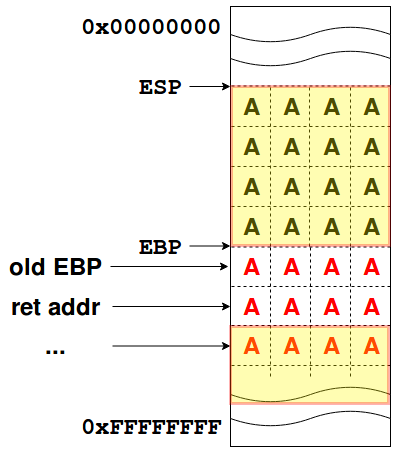 0x00000000
ESP
A A A A
A A A A
A A A A
A A A A
EBP
old EBP A A A A
ret addr A A A A
... A A A A
0xFFFFFFFF